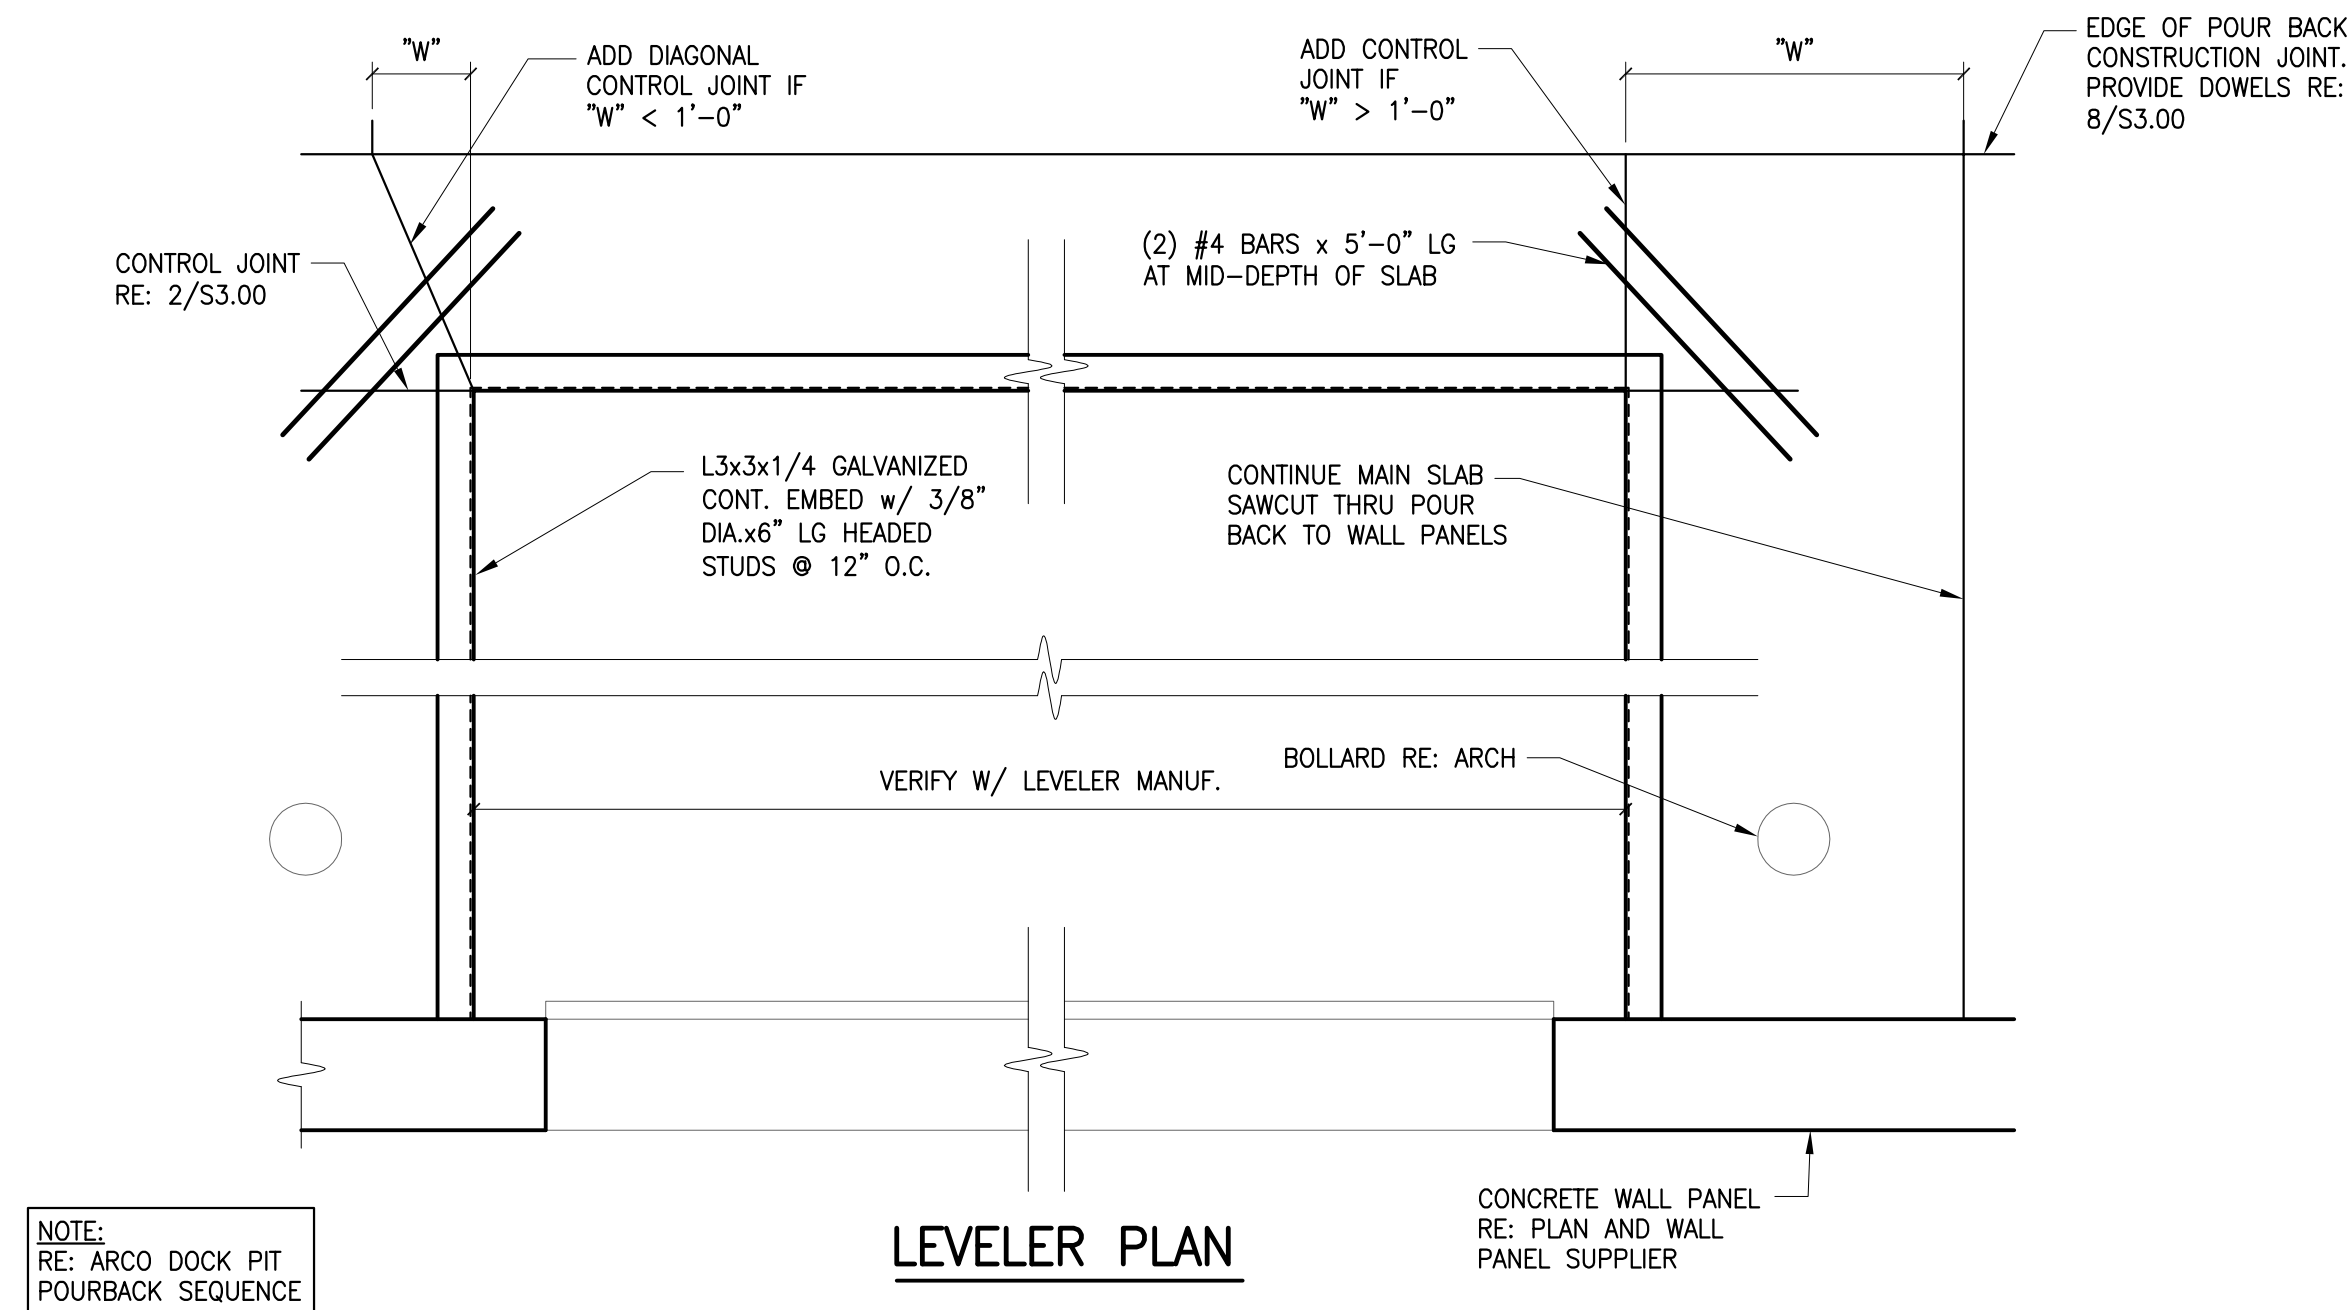 "W"
ADD DIAGONAL
CONTROL JOINT IF
"W" < 1'-0"
ADD CONTROL
JOINT IF
"W" > 1'-0"
"W"
EDGE OF POUR BACK
CONSTRUCTION JOINT.
PROVIDE DOWELS RE:
8/S3.00
CONTROL JOINT
RE: 2/S3.00
(2) #4 BARS x 5'-0" LG
AT MID-DEPTH OF SLAB
L3x3x1/4 GALVANIZED
CONT. EMBED w/ 3/8"
DIA.x6" LG HEADED
STUDS @ 12" O.C.
CONTINUE MAIN SLAB
SAWCUT THRU POUR
BACK TO WALL PANELS
VERIFY W/ LEVELER MANUF.
BOLLARD RE: ARCH
CONCRETE WALL PANEL
RE: PLAN AND WALL
PANEL SUPPLIER
LEVELER PLAN
NOTE:
RE: ARCO DOCK PIT
POURBACK SEQUENCE